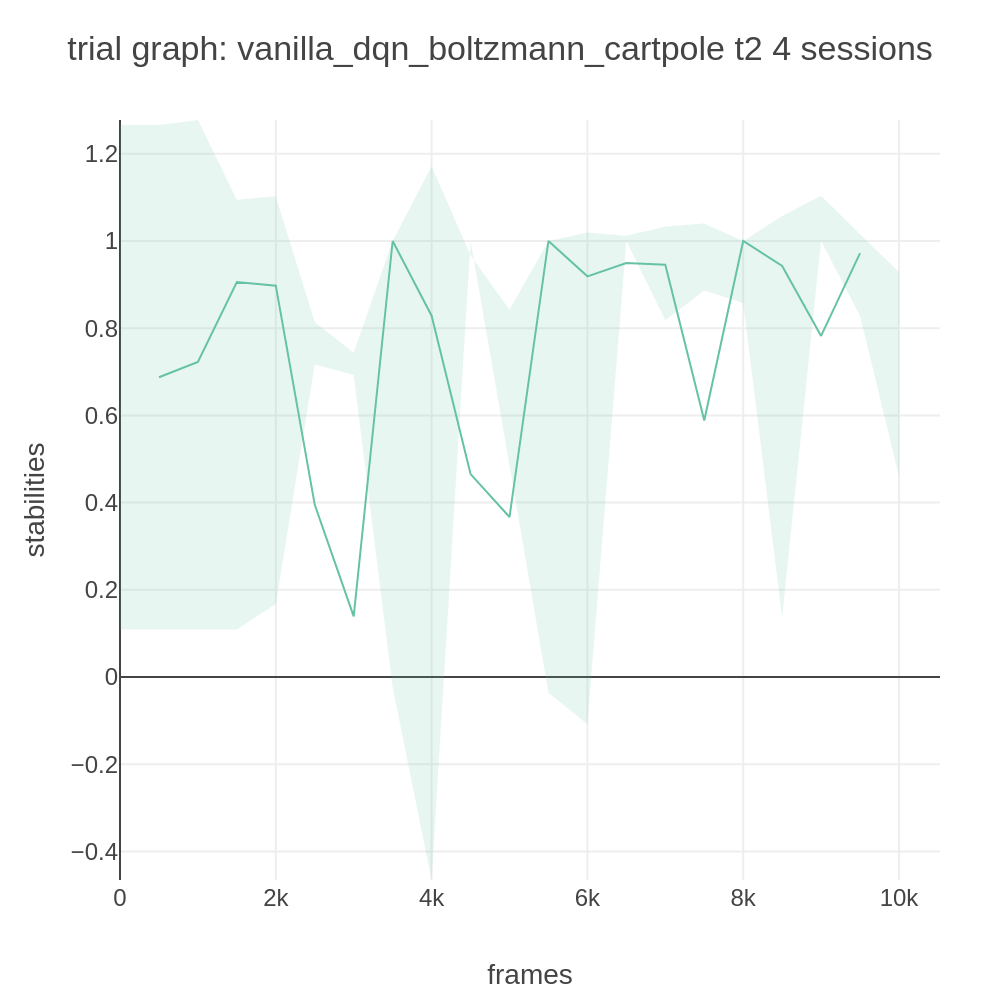 trial graph: vanilla_dqn_boltzmann_cartpole t2 4 sessions
1.2
1
0.8
0.6
0.4
0.2
0
−0.2
−0.4
stabilities
0 2k 4k 6k 8k 10k
frames